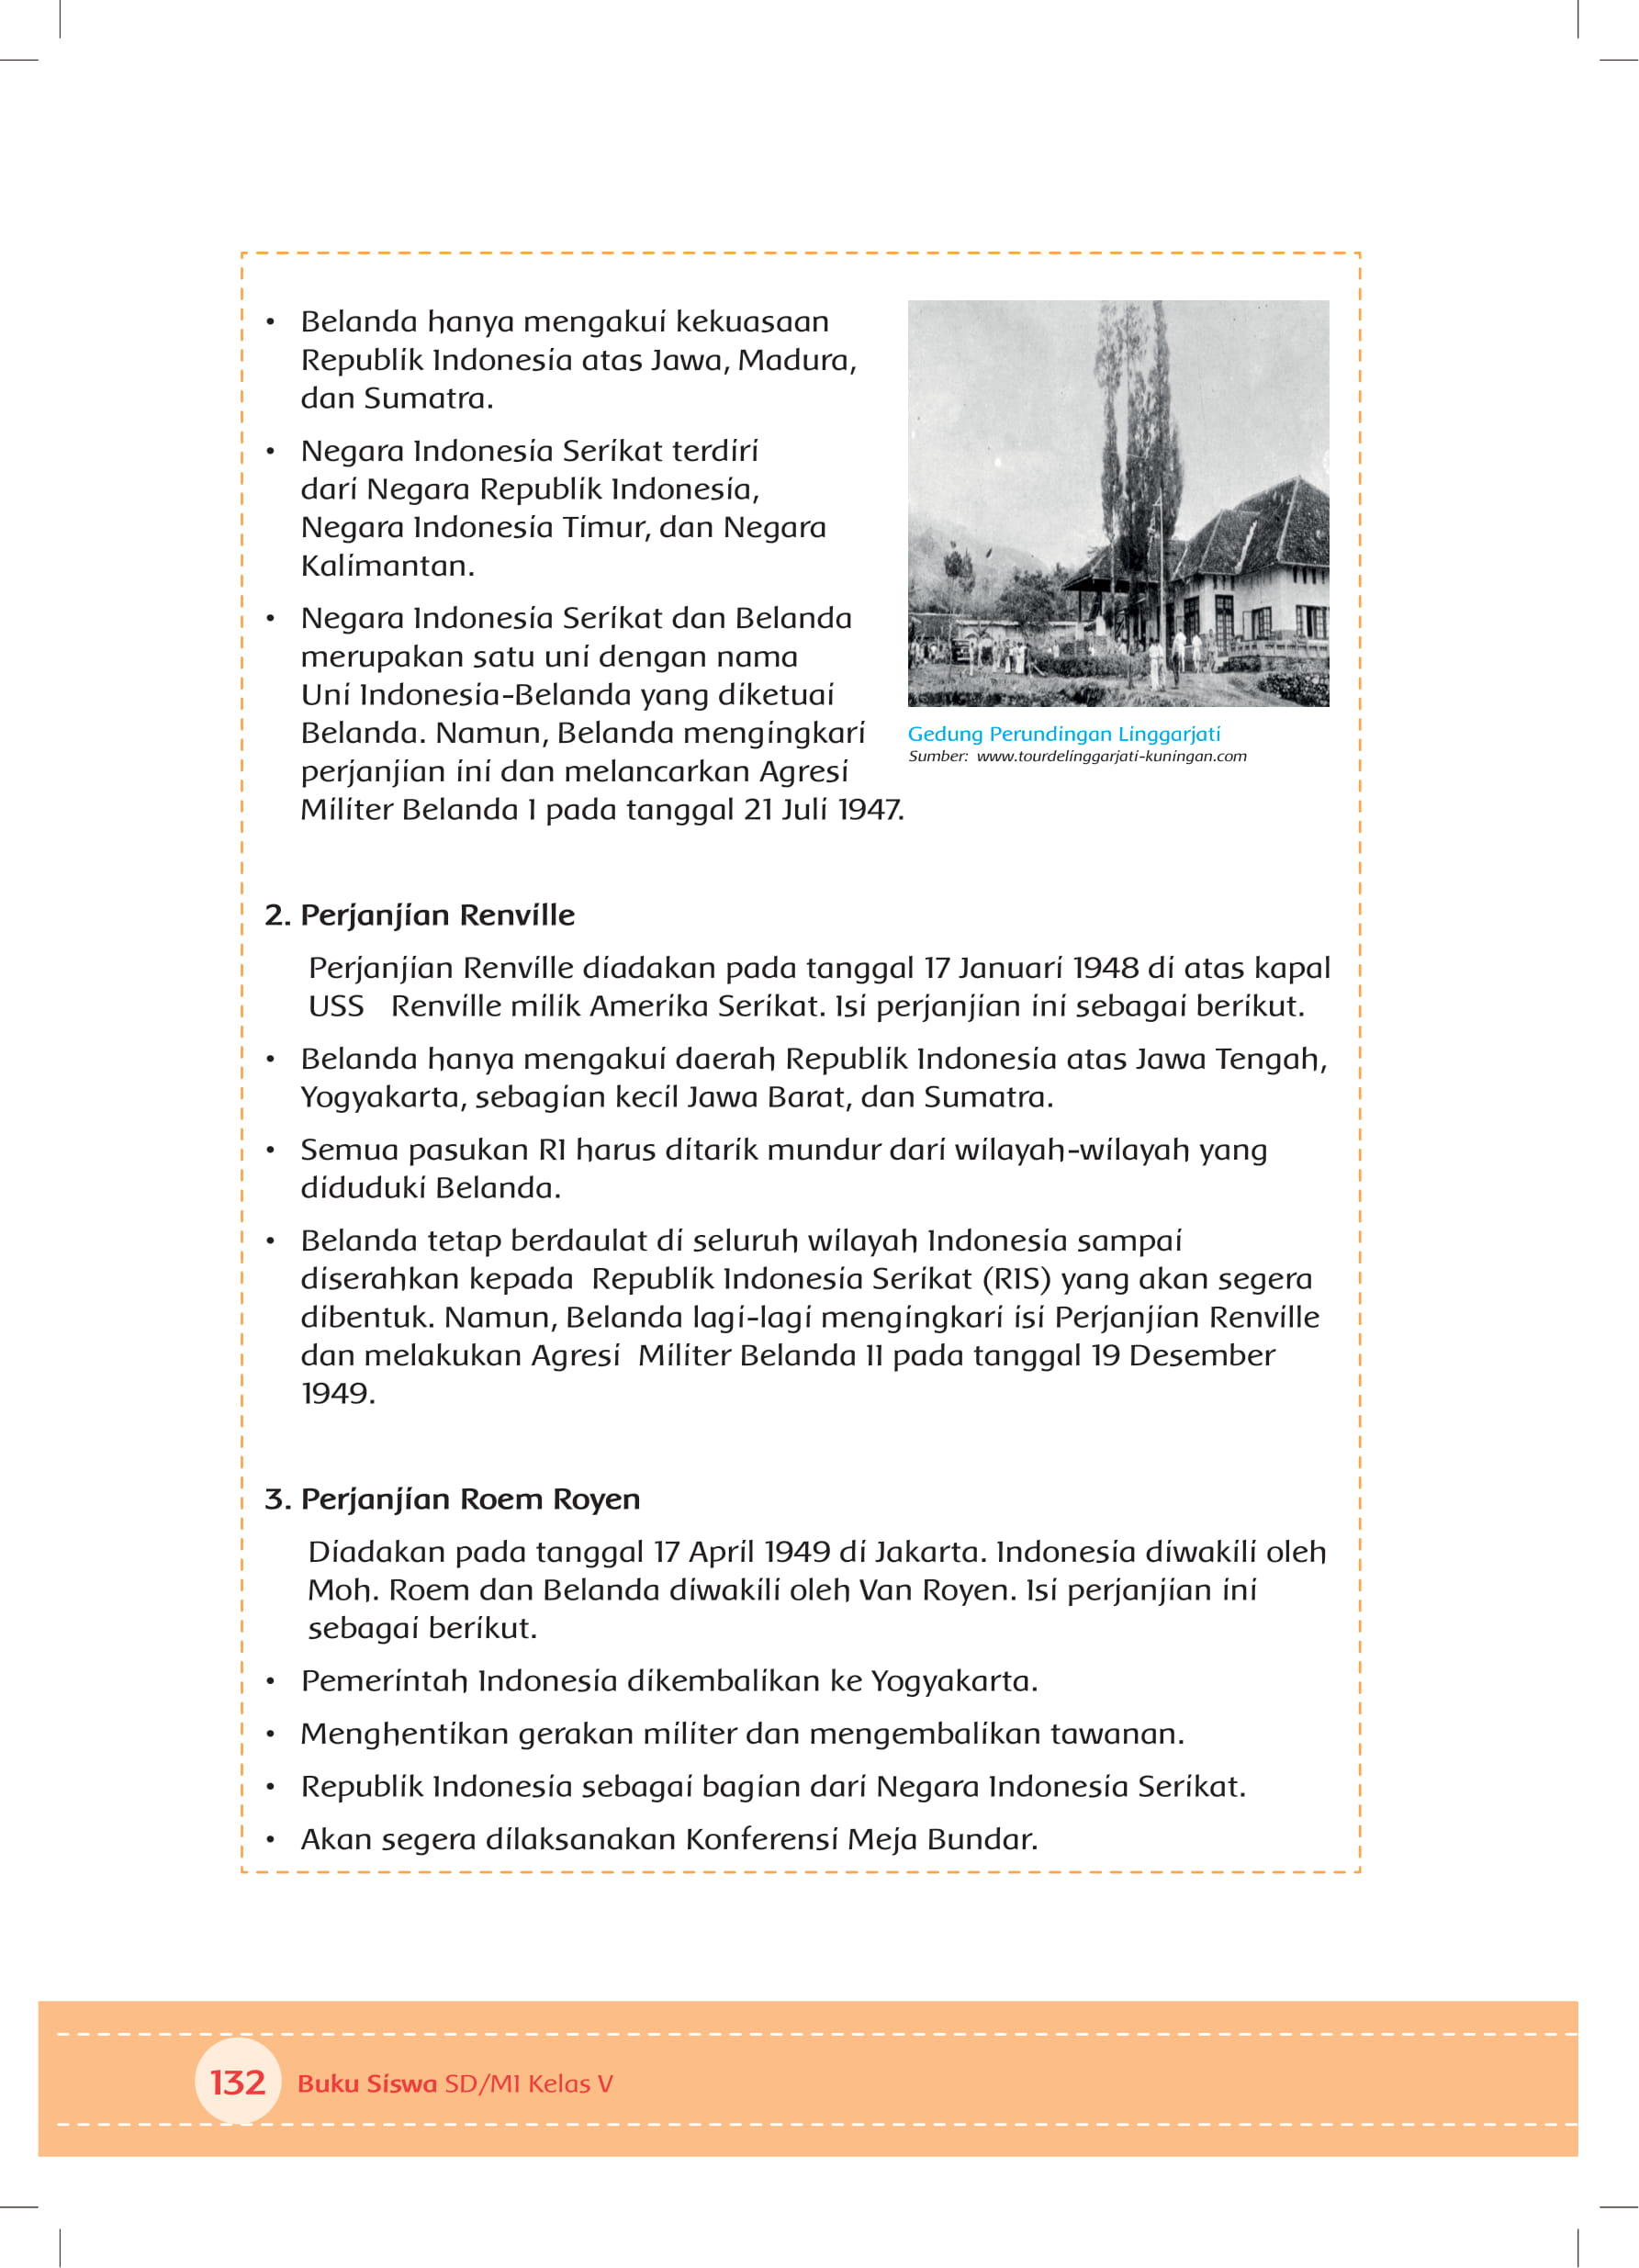 • Belanda hanya mengakui kekuasaan
Republik Indonesia atas Jawa, Madura,
dan Sumatra.
• Negara Indonesia Serikat terdiri
dari Negara Republik Indonesia,
Negara Indonesia Timur, dan Negara
Kalimantan.
• Negara Indonesia Serikat dan Belanda
merupakan satu uni dengan nama
Uni Indonesia-Belanda yang diketuai
Belanda. Namun, Belanda mengingkari
perjanjian ini dan melancarkan Agresi
Militer Belanda I pada tanggal 21 Juli 1947.
Gedung Perundingan Linggarjati
Sumber: www.tourdelinggarjati-kuningan.com
2. Perjanjian Renville
Perjanjian Renville diadakan pada tanggal 17 Januari 1948 di atas kapal
USS Renville milik Amerika Serikat. Isi perjanjian ini sebagai berikut.
• Belanda hanya mengakui daerah Republik Indonesia atas Jawa Tengah,
Yogyakarta, sebagian kecil Jawa Barat, dan Sumatra.
• Semua pasukan RI harus ditarik mundur dari wilayah-wilayah yang
diduduki Belanda.
• Belanda tetap berdaulat di seluruh wilayah Indonesia sampai
diserahkan kepada Republik Indonesia Serikat (RIS) yang akan segera
dibentuk. Namun, Belanda lagi-lagi mengingkari isi Perjanjian Renville
dan melakukan Agresi Militer Belanda II pada tanggal 19 Desember
1949.
3. Perjanjian Roem Royen
Diadakan pada tanggal 17 April 1949 di Jakarta. Indonesia diwakili oleh
Moh. Roem dan Belanda diwakili oleh Van Royen. Isi perjanjian ini
sebagai berikut.
• Pemerintah Indonesia dikembalikan ke Yogyakarta.
• Menghentikan gerakan militer dan mengembalikan tawanan.
• Republik Indonesia sebagai bagian dari Negara Indonesia Serikat.
• Akan segera dilaksanakan Konferensi Meja Bundar.
132 Buku Siswa SD/MI Kelas V